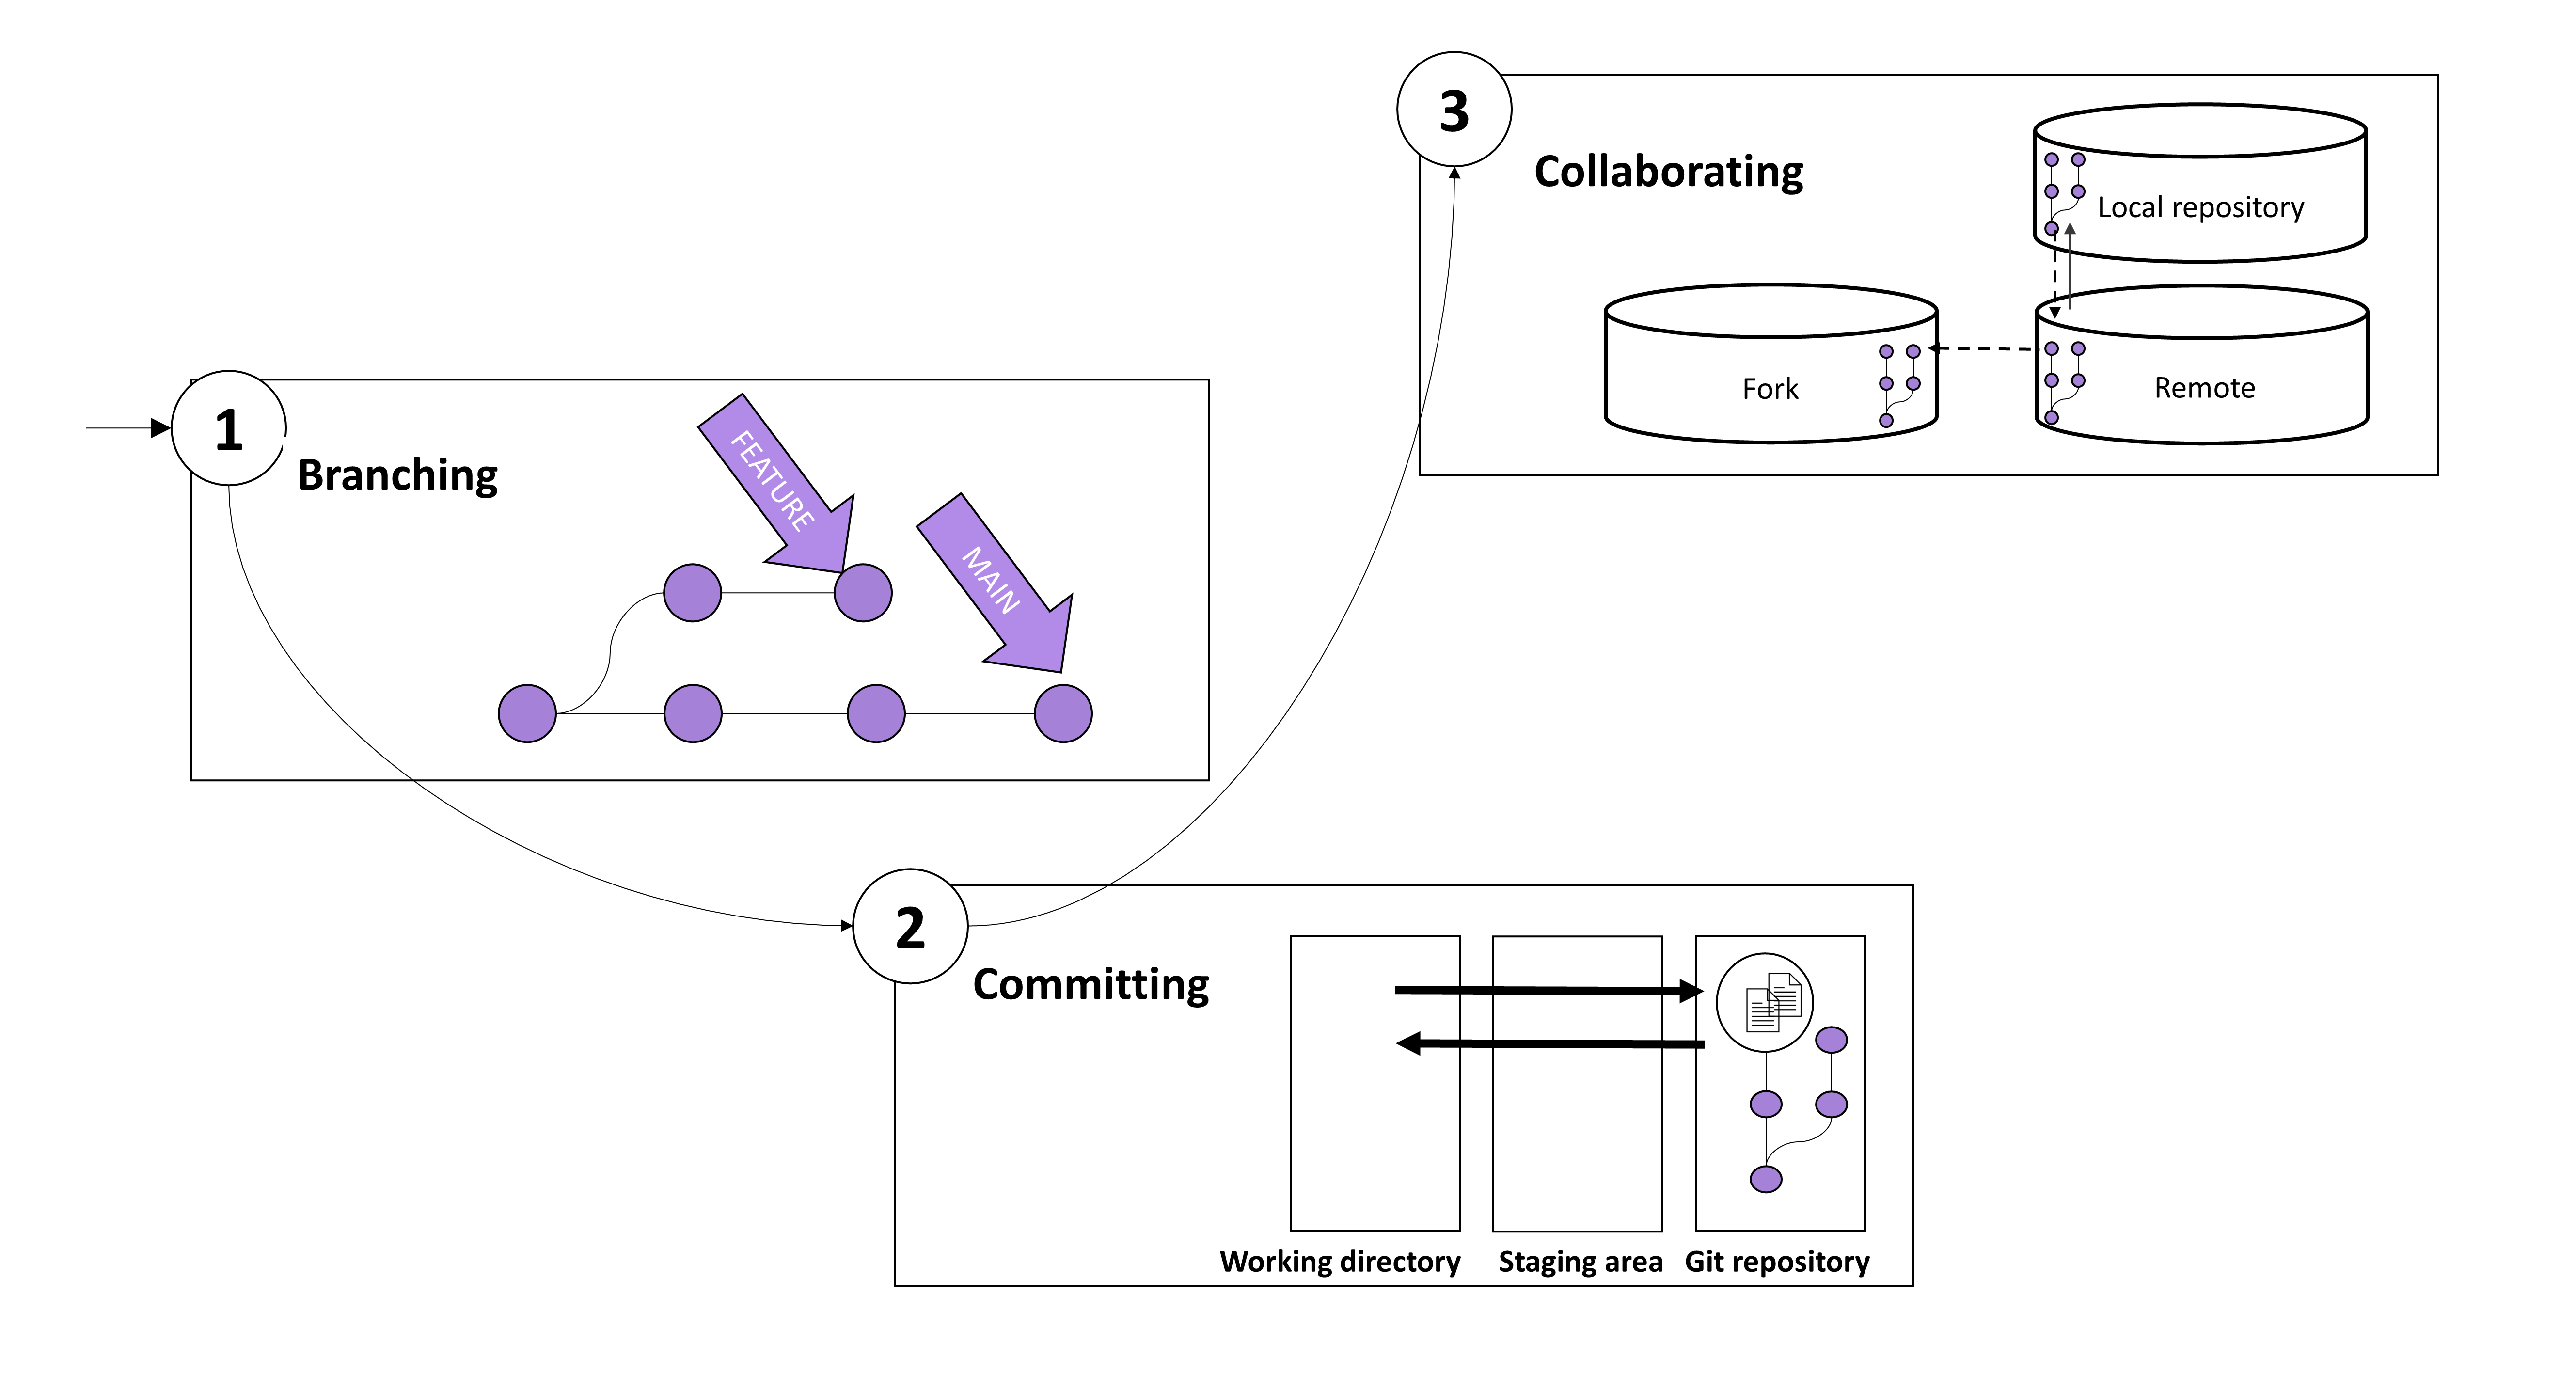 1
Branching
FEATURE
MAIN
2
Committing
Working directory
Staging area
Git repository
3
Collaborating
Local repository
Fork
Remote